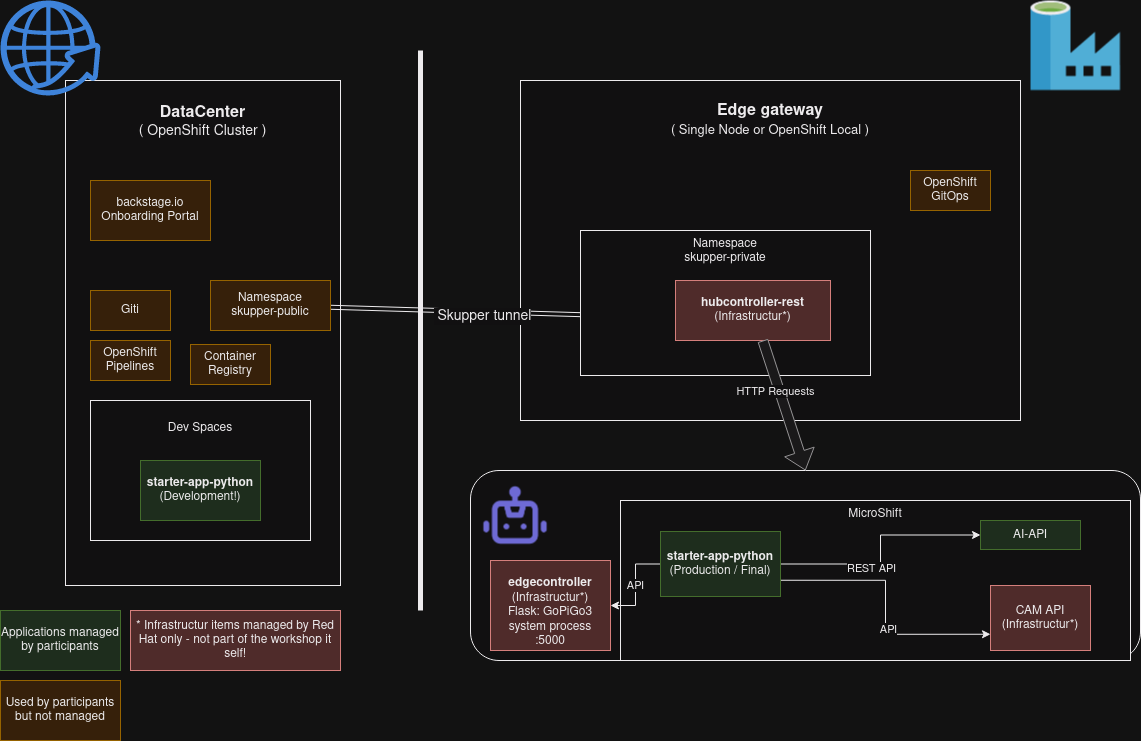 DataCenter
( OpenShift Cluster )
backstage.io
Onboarding Portal
Giti
Namespace
skupper-public
OpenShift
Pipelines
Container
Registry
Dev Spaces
starter-app-python
(Development!)
Skupper tunnel
Edge gateway
( Single Node or OpenShift Local )
OpenShift
GitOps
Namespace
skupper-private
hubcontroller-rest
(Infrastructur*)
HTTP Requests
MicroShift
starter-app-python
(Production / Final)
AI-API
REST API
API
edgecontroller
(Infrastructur*)
Flask: GoPiGo3
system process
:5000
CAM API
(Infrastructur*)
API
Applications managed
by participants
* Infrastructur items managed by Red
Hat only - not part of the workshop it
self!
Used by participants
but not managed